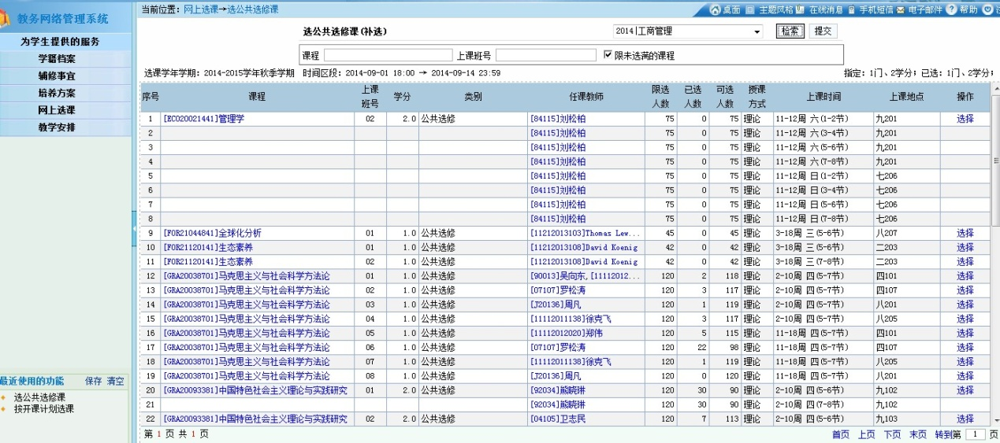 教务网络管理系统
当前位置：网上选课→选公共选修课
桌面 主题风格 在线消息 手机短信 电子邮件 帮助
为学生提供的服务
学籍档案
辅修事宜
培养方案
网上选课
教学安排
选公共选修课(补选) 2014|工商管理 检索 提交
课程 上课班号 限未选满的课程
选课学年学期：2014-2015学年秋季学期 时间区段：2014-09-01 18:00 → 2014-09-14 23:59 指定：1门、2学分；已选：1门、2学分；
序号 课程 上课班号 学分 类别 任课教师 限选人数 已选人数 可选人数 授课方式 上课时间 上课地点 操作
1 [EC020021441]管理学 02 2.0 公共选修 [84115]刘松柏 75 0 75 理论 11-12周 六(1-2节) 九201 选择
2 [84115]刘松柏 75 0 75 理论 11-12周 六(3-4节) 九201
3 [84115]刘松柏 75 0 75 理论 11-12周 六(5-6节) 九201
4 [84115]刘松柏 75 0 75 理论 11-12周 六(7-8节) 九201
5 [84115]刘松柏 75 0 75 理论 11-12周 日(1-2节) 七206
6 [84115]刘松柏 75 0 75 理论 11-12周 日(3-4节) 七206
7 [84115]刘松柏 75 0 75 理论 11-12周 日(5-6节) 七206
8 [84115]刘松柏 75 0 75 理论 11-12周 日(7-8节) 七206
9 [FOR21044841]全球化分析 01 1.0 公共选修 [11212013103]Thomas Lew... 45 0 45 理论 3-18周 三(5-6节) 八207 选择
10 [FOR21120141]生态素养 01 1.0 公共选修 [11212013108]David Koenig 42 0 42 理论 3-18周 三(5-6节) 二203 选择
11 [FOR21120141]生态素养 02 1.0 公共选修 [11212013108]David Koenig 42 0 42 理论 3-18周 三(7-8节) 二203 选择
12 [GRA20038701]马克思主义与社会科学方法论 01 1.0 公共选修 [90013]吴向东,[11112012... 120 2 118 理论 2-10周 四(5-7节) 四101 选择
13 [GRA20038701]马克思主义与社会科学方法论 02 1.0 公共选修 [07107]罗松涛 120 3 117 理论 2-10周 四(5-7节) 四107 选择
14 [GRA20038701]马克思主义与社会科学方法论 03 1.0 公共选修 [J20136]周凡 120 1 119 理论 2-10周 四(5-7节) 八201 选择
15 [GRA20038701]马克思主义与社会科学方法论 04 1.0 公共选修 [11112011138]徐克飞 120 3 117 理论 2-10周 四(5-7节) 八205 选择
16 [GRA20038701]马克思主义与社会科学方法论 05 1.0 公共选修 [11112012020]郑伟 120 5 115 理论 11-18周 四(5-7节) 四101 选择
17 [GRA20038701]马克思主义与社会科学方法论 06 1.0 公共选修 [07107]罗松涛 120 22 98 理论 11-18周 四(5-7节) 四107 选择
18 [GRA20038701]马克思主义与社会科学方法论 07 1.0 公共选修 [11112011138]徐克飞 120 1 119 理论 11-18周 四(5-7节) 八205 选择
19 [GRA20038701]马克思主义与社会科学方法论 08 1.0 公共选修 [J20136]周凡 120 0 120 理论 11-18周 四(5-7节) 八201 选择
20 [GRA20093381]中国特色社会主义理论与实践研究 01 2.0 公共选修 [92034]熊晓琳 120 30 90 理论 2-10周 四(5-6节) 九102 选择
21 [92034]熊晓琳 120 30 90 理论 2-10周 四(7-8节) 九102
22 [GRA20093381]中国特色社会主义理论与实践研究 02 2.0 公共选修 [04105]卫志民 120 7 113 理论 2-10周 四(5-6节) 九103 选择
最近使用的功能 保存 清空
选公共选修课
按开课计划选课
第 1 页 共 1 页 首页 上页 下页 末页 转到第 1 页